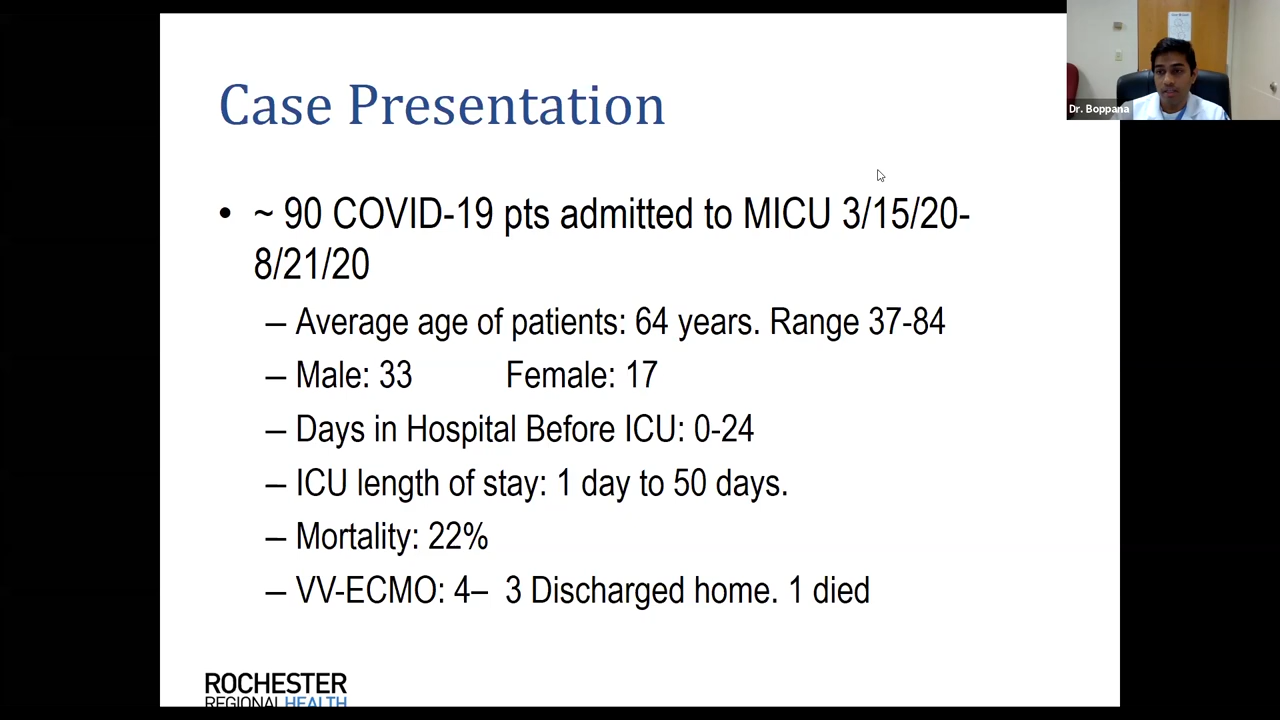 Case Presentation
Dr. Boppana
• ~ 90 COVID-19 pts admitted to MICU 3/15/20-
8/21/20
– Average age of patients: 64 years. Range 37-84
– Male: 33 Female: 17
– Days in Hospital Before ICU: 0-24
– ICU length of stay: 1 day to 50 days.
– Mortality: 22%
– VV-ECMO: 4– 3 Discharged home. 1 died
ROCHESTER
REGIONAL HEALTH